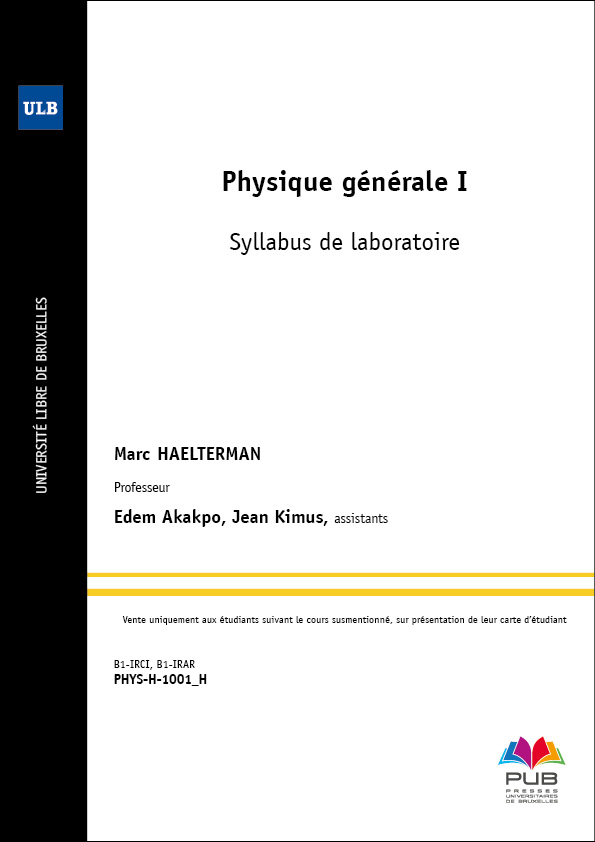 ULB
Physique générale I
Syllabus de laboratoire
UNIVERSITÉ LIBRE DE BRUXELLES
Marc HAELTERMAN
Professeur
Edem Akakpo, Jean Kimus, assistants
Vente uniquement aux étudiants suivant le cours susmentionné, sur présentation de leur carte d'étudiant
B1-IRCI, B1-IRAR
PHYS-H-1001_H
PUB
PRESSES
UNIVERSITAIRES
DE BRUXELLES